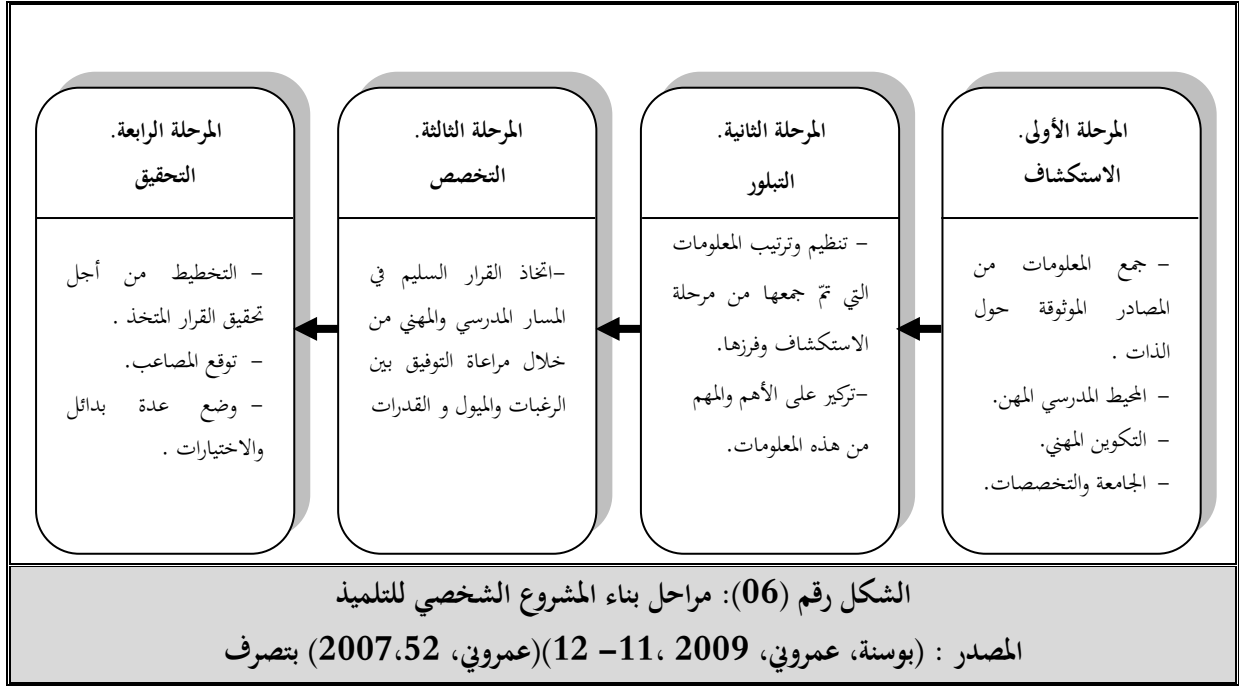 المرحلة الأولى.
الاستكشاف
– جمع المعلومات من
المصادر الموثوقة حول
الذات .
– المحيط المدرسي المهن.
– التكوين المهني.
– الجامعة والتخصصات.
المرحلة الثانية.
التبلور
– تنظيم وترتيب المعلومات
التي تمّ جمعها من مرحلة
الاستكشاف وفرزها.
–تركير على الأهم والمهم
من هذه المعلومات.
المرحلة الثالثة.
التخصص
–اتخاذ القرار السليم في
المسار المدرسي والمهني من
خلال مراعاة التوفيق بين
الرغبات والميول و القدرات
المرحلة الرابعة.
التحقيق
– التخطيط من أجل
تحقيق القرار المتخذ .
– توقع المصاعب.
– وضع عدة بدائل
والاختيارات .
الشكل رقم (06): مراحل بناء المشروع الشخصي للتلميذ
المصدر : (بوسنة، عمروني، 2009 ،11– 12)(عمروني، 2007،52) بتصرف